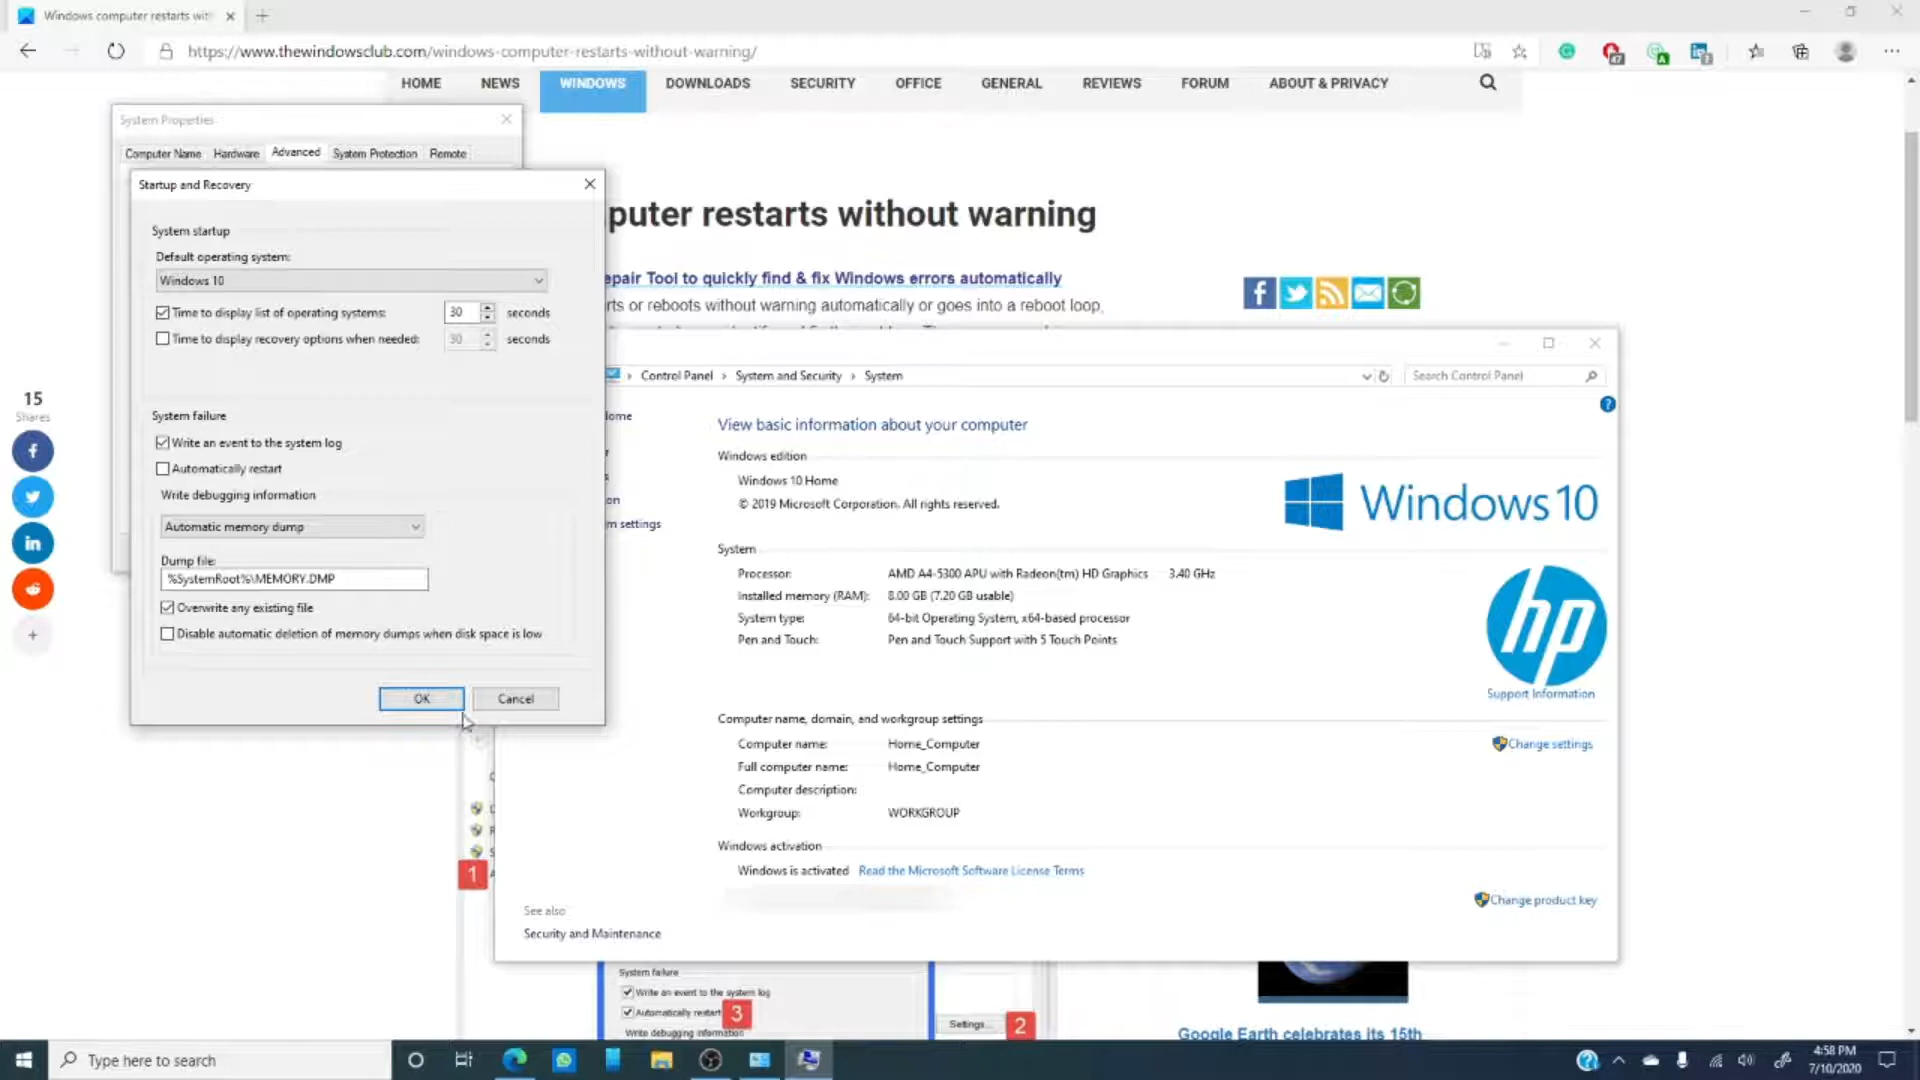 Windows computer restarts with
https://www.thewindowsclub.com/windows-computer-restarts-without-warning/
HOME NEWS WINDOWS DOWNLOADS SECURITY OFFICE GENERAL REVIEWS FORUM ABOUT & PRIVACY
System Properties
Computer Name Hardware Advanced System Protection Remote
Startup and Recovery
System startup
Default operating system:
Windows 10
Time to display list of operating systems: 30 seconds
Time to display recovery options when needed: 30 seconds
System failure
Write an event to the system log
Automatically restart
Write debugging information
Automatic memory dump
Dump file:
%SystemRoot%\MEMORY.DMP
Overwrite any existing file
Disable automatic deletion of memory dumps when disk space is low
OK Cancel
puter restarts without warning
epair Tool to quickly find & fix Windows errors automatically
rts or reboots without warning automatically or goes into a reboot loop,
15
Shares
Control Panel › System and Security › System
Search Control Panel
ome
on
m settings
View basic information about your computer
Windows edition
Windows 10 Home
© 2019 Microsoft Corporation. All rights reserved.
Windows 10
System
Processor: AMD A4-5300 APU with Radeon(tm) HD Graphics 3.40 GHz
Installed memory (RAM): 8.00 GB (7.20 GB usable)
System type: 64-bit Operating System, x64-based processor
Pen and Touch: Pen and Touch Support with 5 Touch Points
hp
Support Information
Computer name, domain, and workgroup settings
Computer name: Home_Computer
Change settings
Full computer name: Home_Computer
Computer description:
Workgroup: WORKGROUP
Windows activation
Windows is activated Read the Microsoft Software License Terms
Change product key
See also
Security and Maintenance
1
System failure
Write an event to the system log
Automatically restart 3
Write debugging information
Settings... 2
Google Earth celebrates its 15th
Type here to search
4:58 PM
7/10/2020